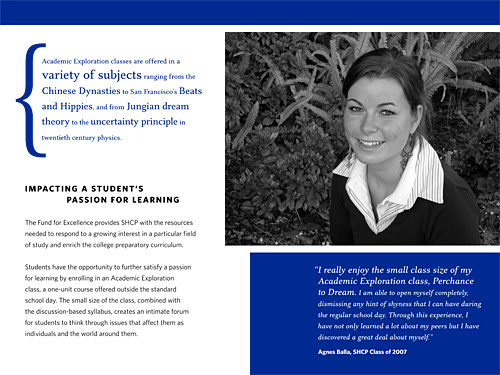 Academic Exploration classes are offered in a
variety of subjects ranging from the
Chinese Dynasties to San Francisco's Beats
and Hippies, and from Jungian dream
theory to the uncertainty principle in
twentieth century physics.
IMPACTING A STUDENT'S
PASSION FOR LEARNING
The Fund for Excellence provides SHCP with the resources
needed to respond to a growing interest in a particular field
of study and enrich the college preparatory curriculum.
Students have the opportunity to further satisfy a passion
for learning by enrolling in an Academic Exploration
class, a one-unit course offered outside the standard
school day. The small size of the class, combined with
the discussion-based syllabus, creates an intimate forum
for students to think through issues that affect them as
individuals and the world around them.
"I really enjoy the small class size of my
Academic Exploration class, Perchance
to Dream. I am able to open myself completely,
dismissing any hint of shyness that I can have during
the regular school day. Through this experience, I
have not only learned a lot about my peers but I have
discovered a great deal about myself."
Agnes Balla, SHCP Class of 2007